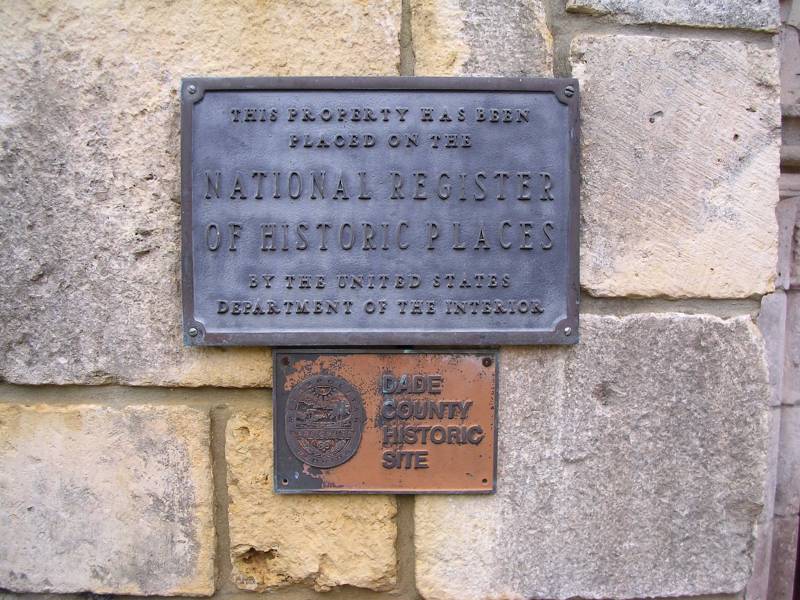 THIS PROPERTY HAS BEEN
PLACED ON THE
NATIONAL REGISTER
OF HISTORIC PLACES
BY THE UNITED STATES
DEPARTMENT OF THE INTERIOR
DADE
COUNTY
HISTORIC
SITE